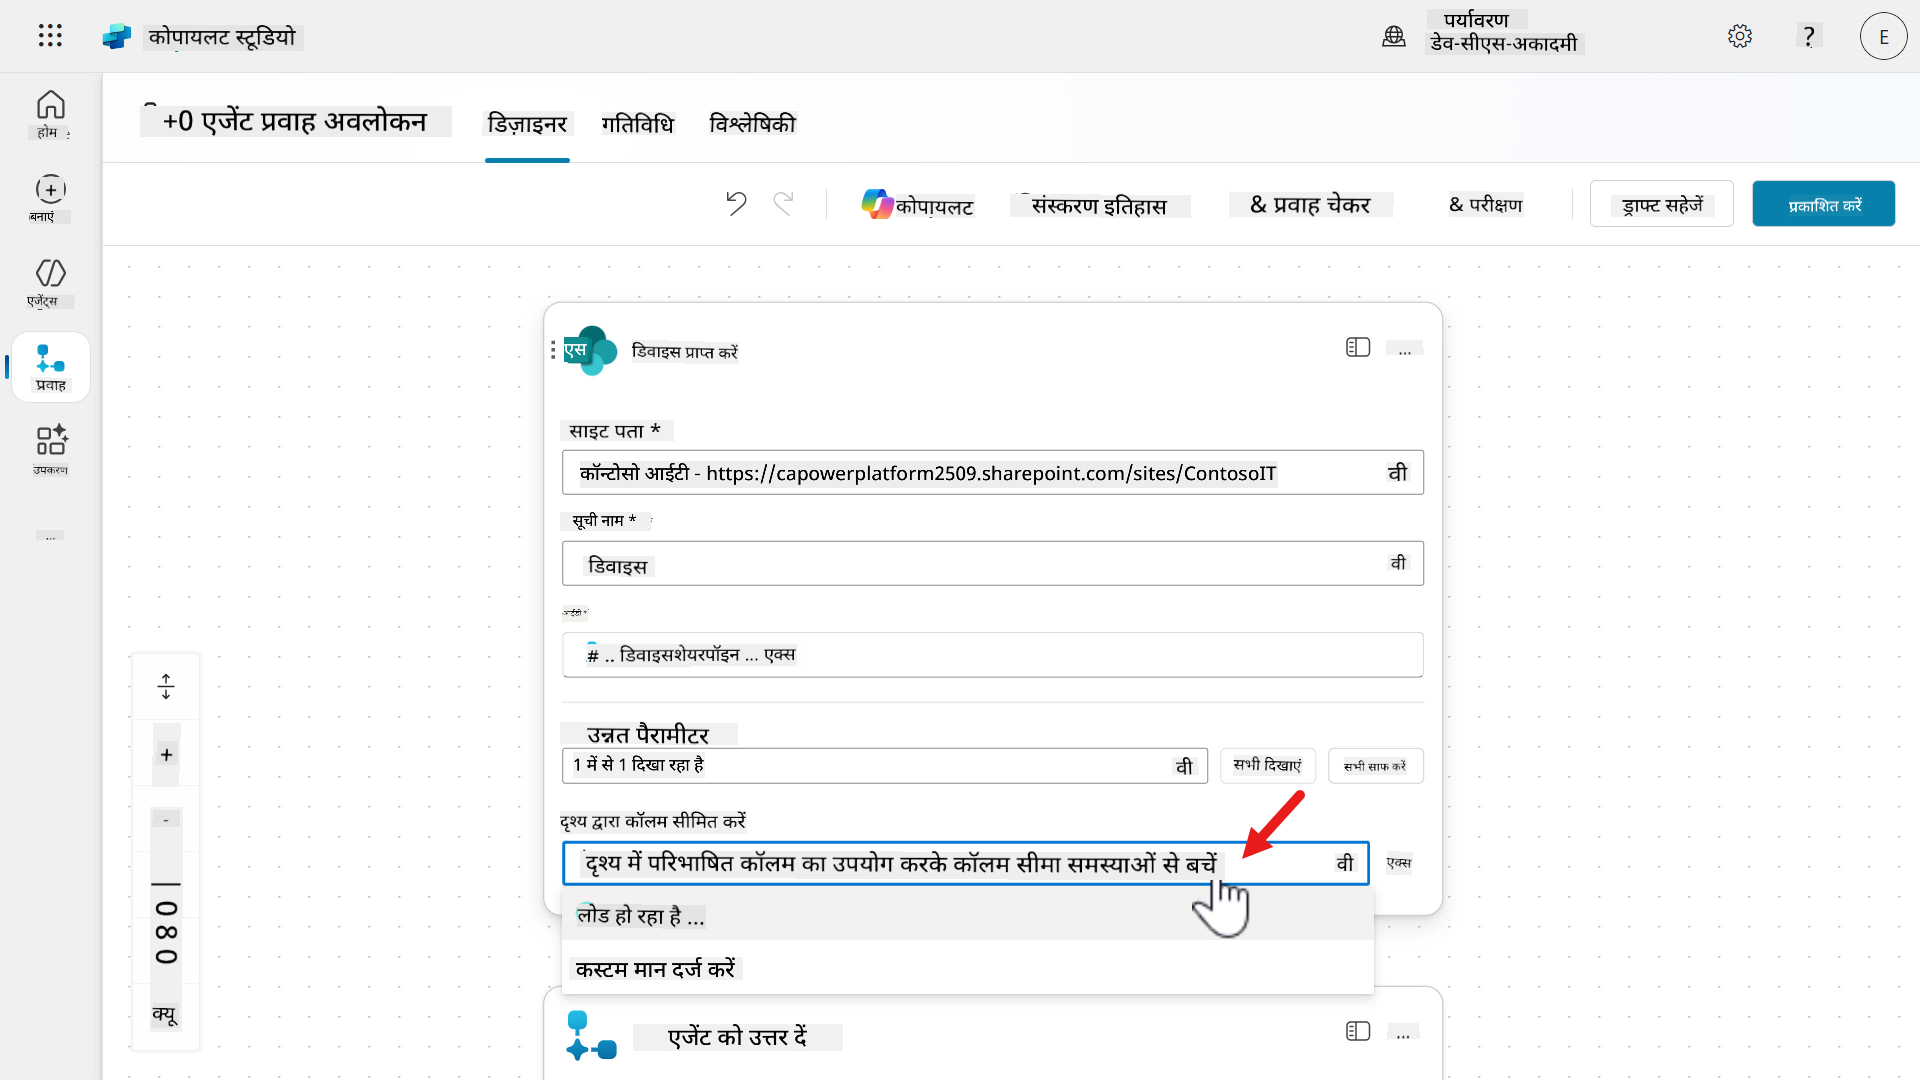 कोपायलट स्टूडियो
पर्यावरण
डेव-सीएस-अकादमी
?
E
होम
बनाएं
एजेंट्स
प्रवाह
उपकरण
...
+0 एजेंट प्रवाह अवलोकन
डिज़ाइनर
गतिविधि
विश्लेषिकी
कोपायलट
संस्करण इतिहास
& प्रवाह चेकर
& परीक्षण
ड्राफ्ट सहेजें
प्रकाशित करें
एस
डिवाइस प्राप्त करें
...
साइट पता *
कॉन्टोसो आईटी - https://capowerplatform2509.sharepoint.com/sites/ContosoIT
वी
सूची नाम *
डिवाइस
वी
आईडी *
# .. डिवाइसशेयरपॉइन ... एक्स
उन्नत पैरामीटर
1 में से 1 दिखा रहा है
वी
सभी दिखाएं
सभी साफ करें
दृश्य द्वारा कॉलम सीमित करें
दृश्य में परिभाषित कॉलम का उपयोग करके कॉलम सीमा समस्याओं से बचें
वी
एक्स
लोड हो रहा है ...
कस्टम मान दर्ज करें
एजेंट को उत्तर दें
...
+
-
|080
क्यू